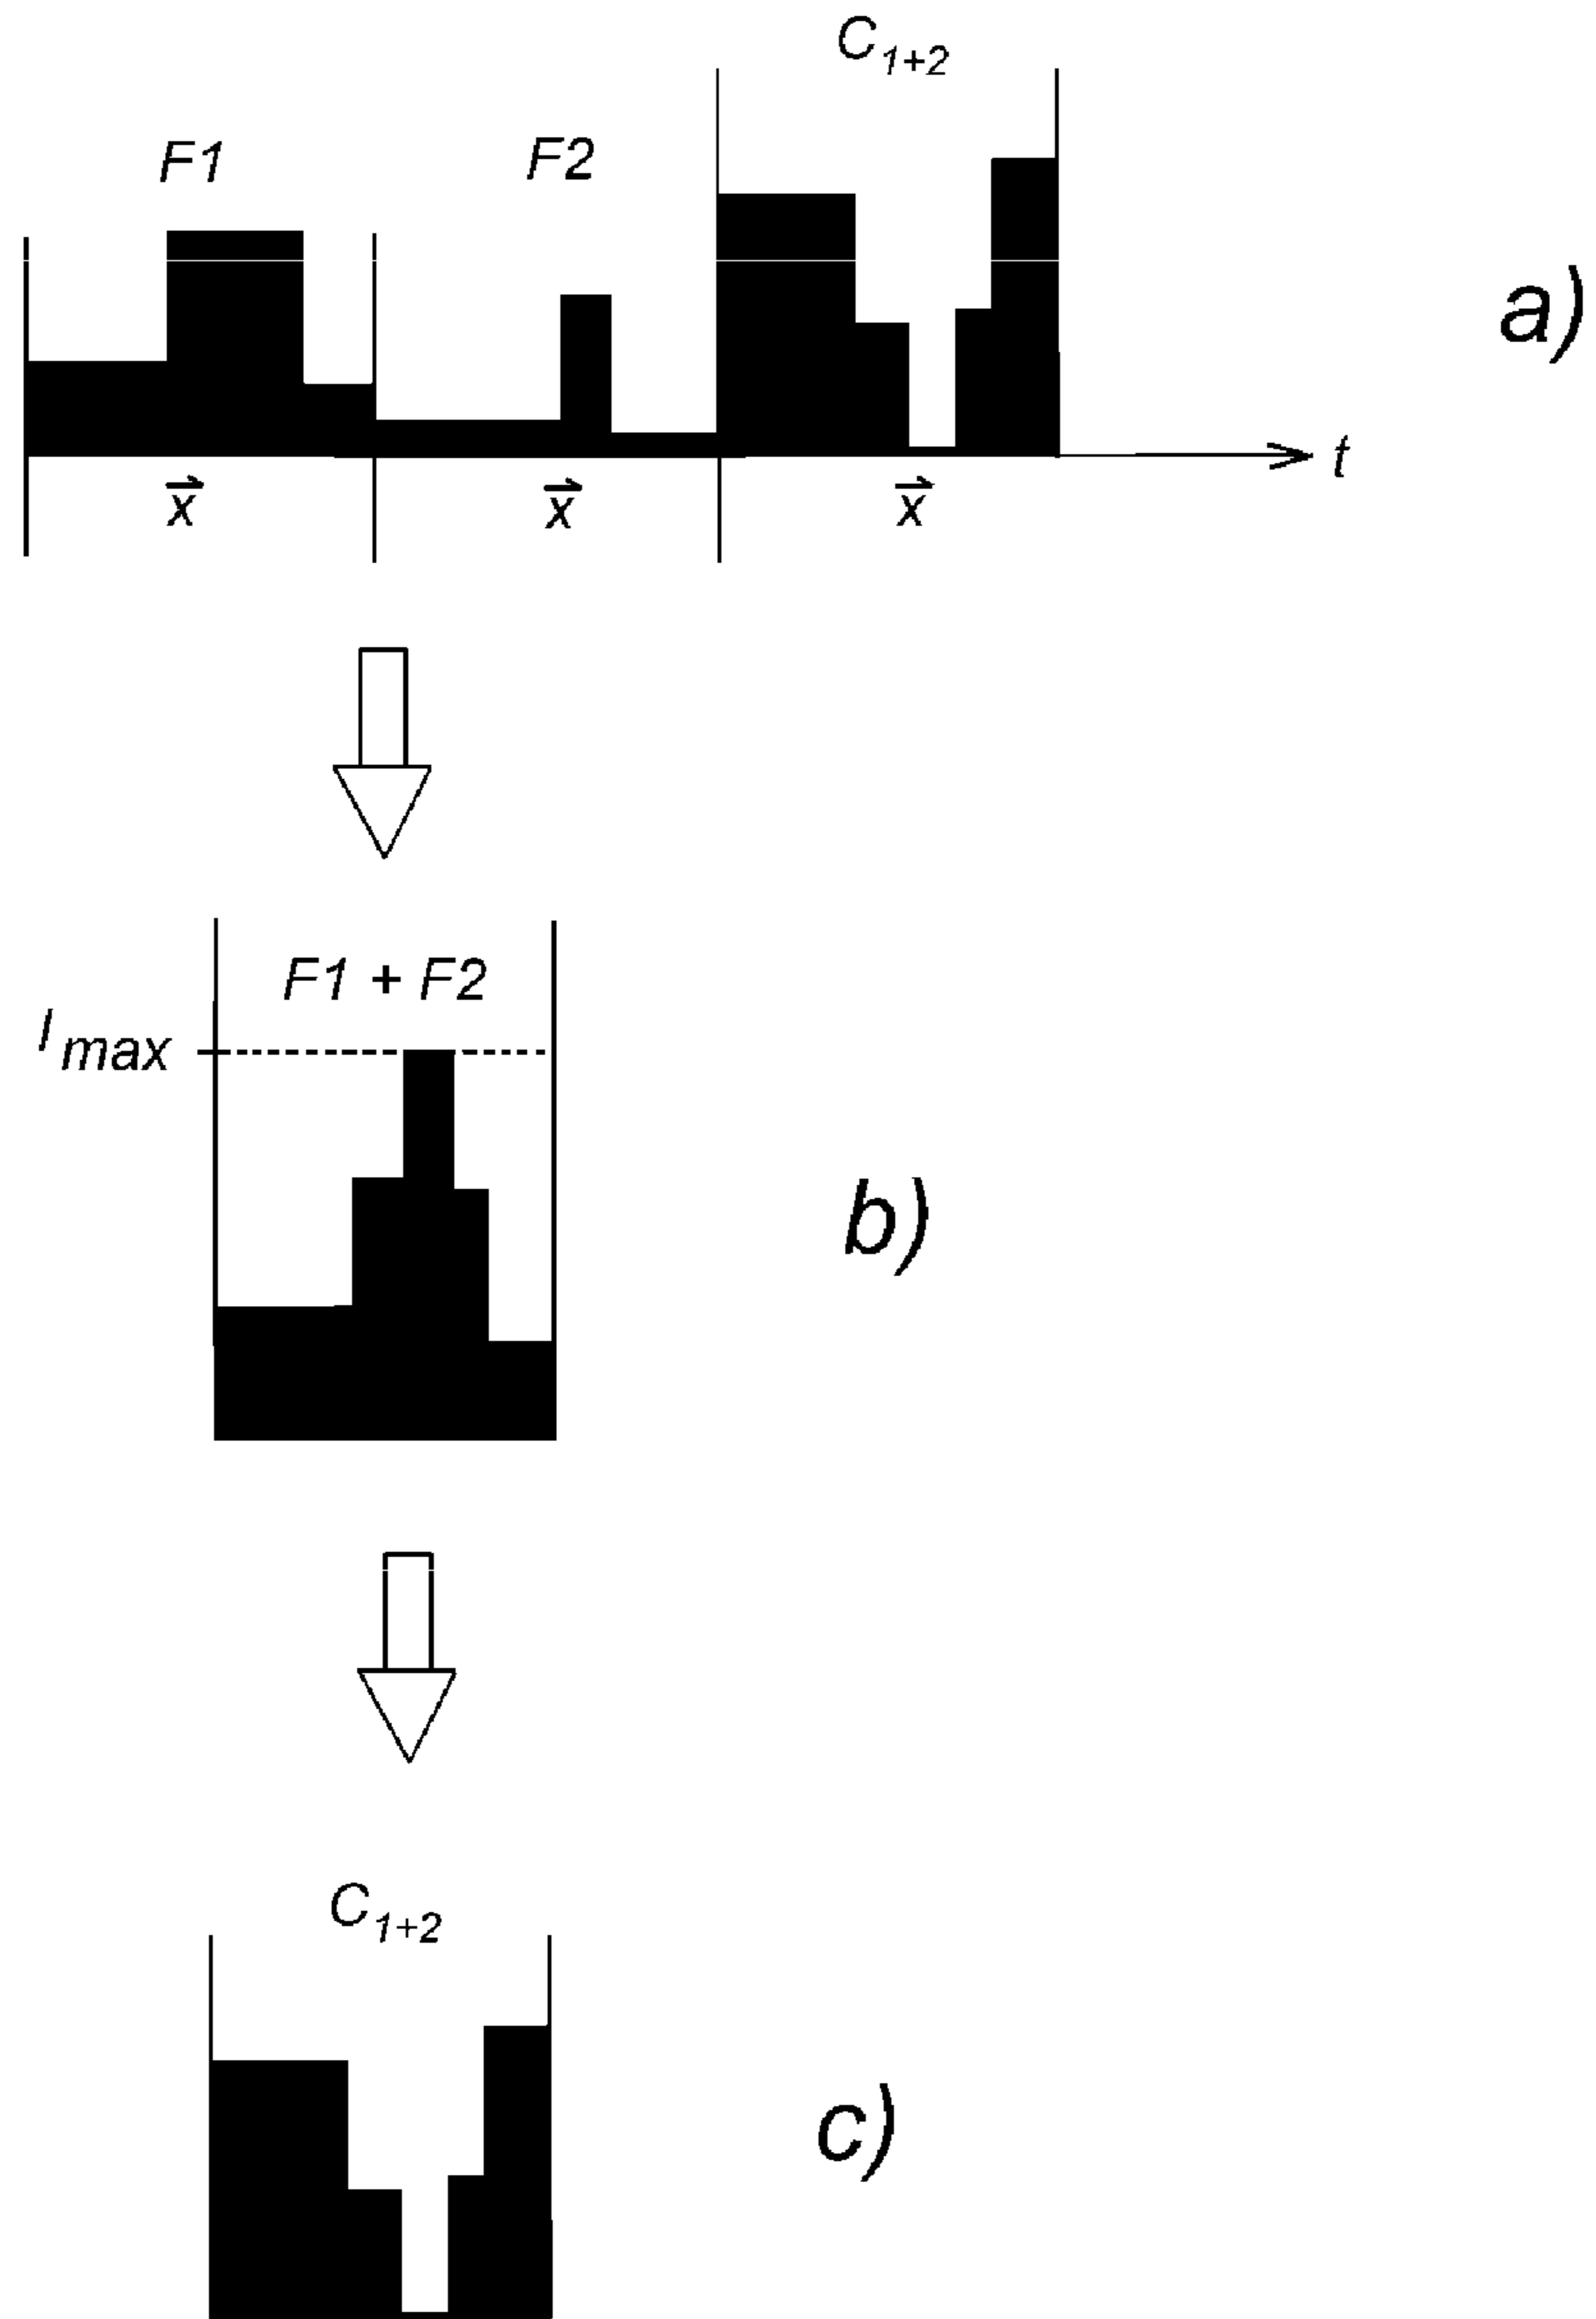 C1+2
F1 F2
a)
t
x⃗ x⃗ x⃗
F1 + F2
Imax
b)
C1+2
c)